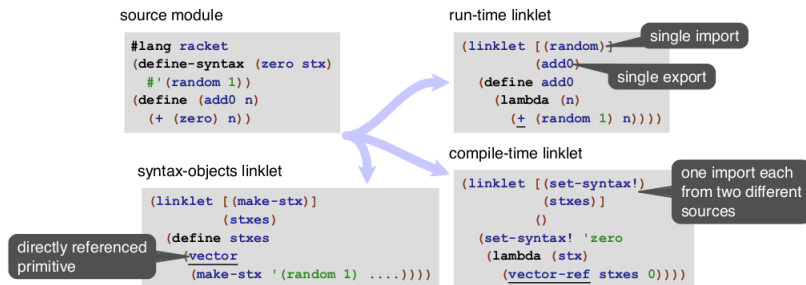 source module
#lang racket
(define-syntax (zero stx)
#'(random 1))
(define (add0 n)
(+ (zero) n))
run-time linklet
(linklet [(random)]
(add0)
(define add0
(lambda (n)
(+ (random 1) n))))
single import
single export
syntax-objects linklet
(linklet [(make-stx)]
(stxes)
(define stxes
(vector
(make-stx '(random 1) ....))))
directly referenced
primitive
compile-time linklet
(linklet [(set-syntax!)
(stxes)]
()
(set-syntax! 'zero
(lambda (stx)
(vector-ref stxes 0))))
one import each
from two different
sources